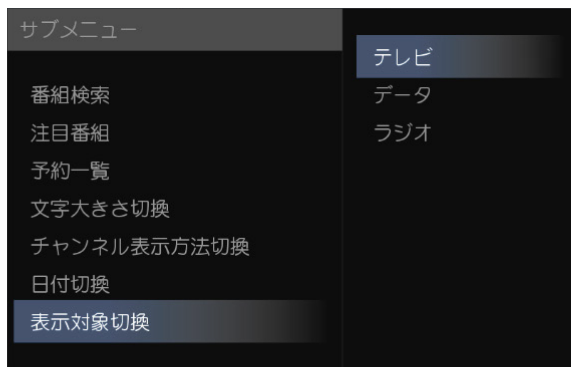 サブメニュー
番組検索
注目番組
予約一覧
文字大きさ切換
チャンネル表示方法切換
日付切換
表示対象切換
テレビ
データ
ラジオ